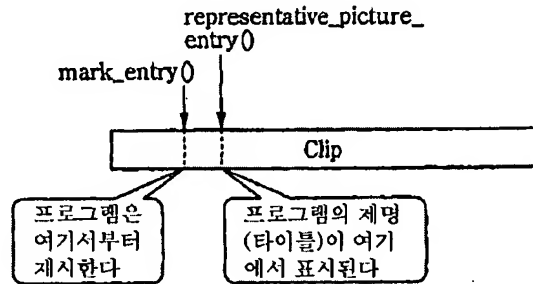 representative_picture_
entry()
mark_entry()
Clip
프로그램은
여기서부터
재시한다
프로그램의 제명
(타이틀)이 여기
에서 표시된다